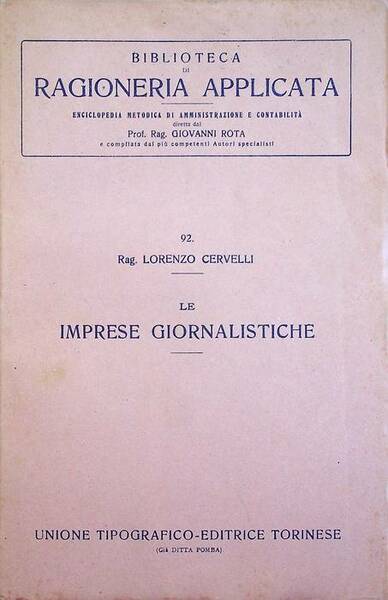 BIBLIOTECA
DI
RAGIONERIA APPLICATA
ENCICLOPEDIA METODICA DI AMMINISTRAZIONE E CONTABILITÀ
diretta dal
Prof. Rag. GIOVANNI ROTA
e compilata dai più competenti Autori specialisti
92.
Rag. LORENZO CERVELLI
LE
IMPRESE GIORNALISTICHE
UNIONE TIPOGRAFICO-EDITRICE TORINESE
(Già DITTA POMBA)